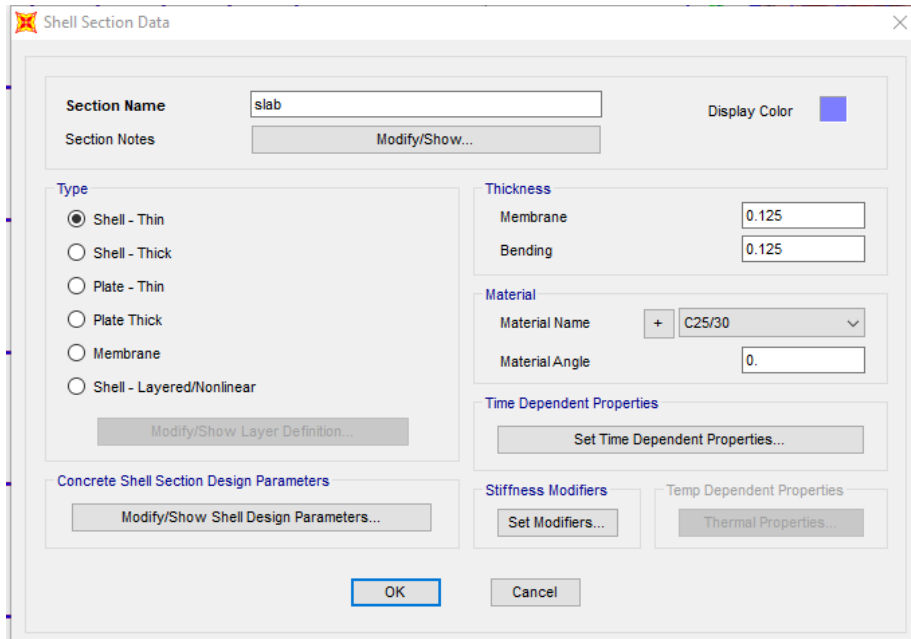 Shell Section Data
Section Name
slab
Display Color
Section Notes
Modify/Show...
Type
Shell - Thin
Shell - Thick
Plate - Thin
Plate Thick
Membrane
Shell - Layered/Nonlinear
Modify/Show Layer Definition...
Thickness
Membrane
0.125
Bending
0.125
Material
Material Name
+
C25/30
Material Angle
0.
Time Dependent Properties
Set Time Dependent Properties...
Concrete Shell Section Design Parameters
Modify/Show Shell Design Parameters...
Stiffness Modifiers
Set Modifiers...
Temp Dependent Properties
Thermal Properties...
OK
Cancel